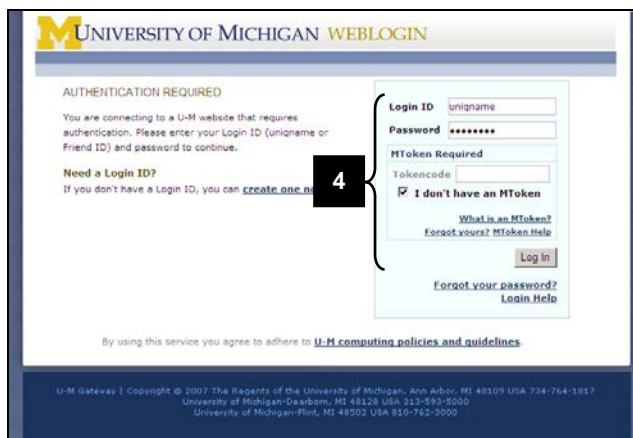 UNIVERSITY OF MICHIGAN WEBLOGIN
AUTHENTICATION REQUIRED
You are connecting to a U-M website that requires
authentication. Please enter your Login ID (uniqname or
Friend ID) and password to continue.
Need a Login ID?
If you don't have a Login ID, you can create one
4
Login ID uniqname
Password ••••••••
MToken Required
Tokencode
I don't have an MToken
What is an MToken?
Forgot yours? MToken Help
Log In
Forgot your password?
Login Help
By using this service you agree to adhere to U-M computing policies and guidelines.
U-M Gateway | Copyright © 2007 The Regents of the University of Michigan, Ann Arbor, MI 48109 USA 734-764-1817
University of Michigan-Dearborn, MI 48128 USA 313-593-5000
University of Michigan-Flint, MI 48502 USA 810-762-3000